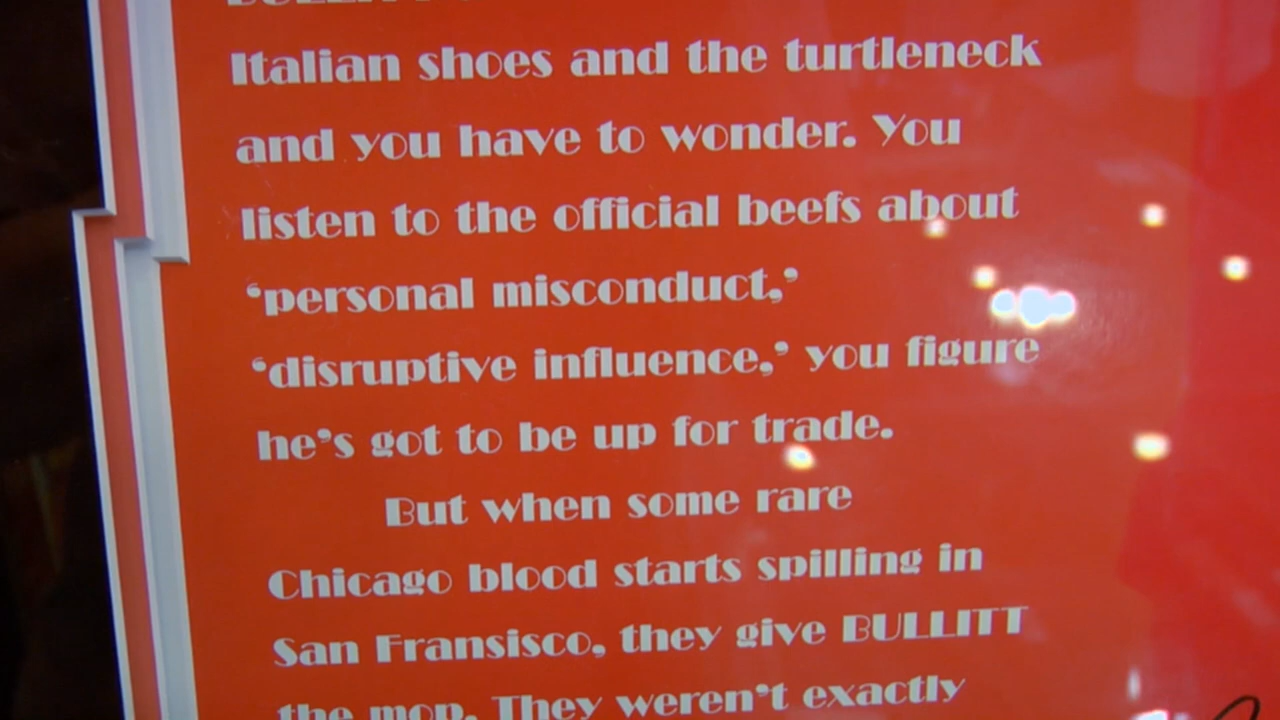 Italian shoes and the turtleneck
and you have to wonder. You
listen to the official beefs about
‘personal misconduct,’
‘disruptive influence,’ you figure
he’s got to be up for trade.
But when some rare
Chicago blood starts spilling in
San Fransisco, they give BULLITT
the mop. They weren’t exactly